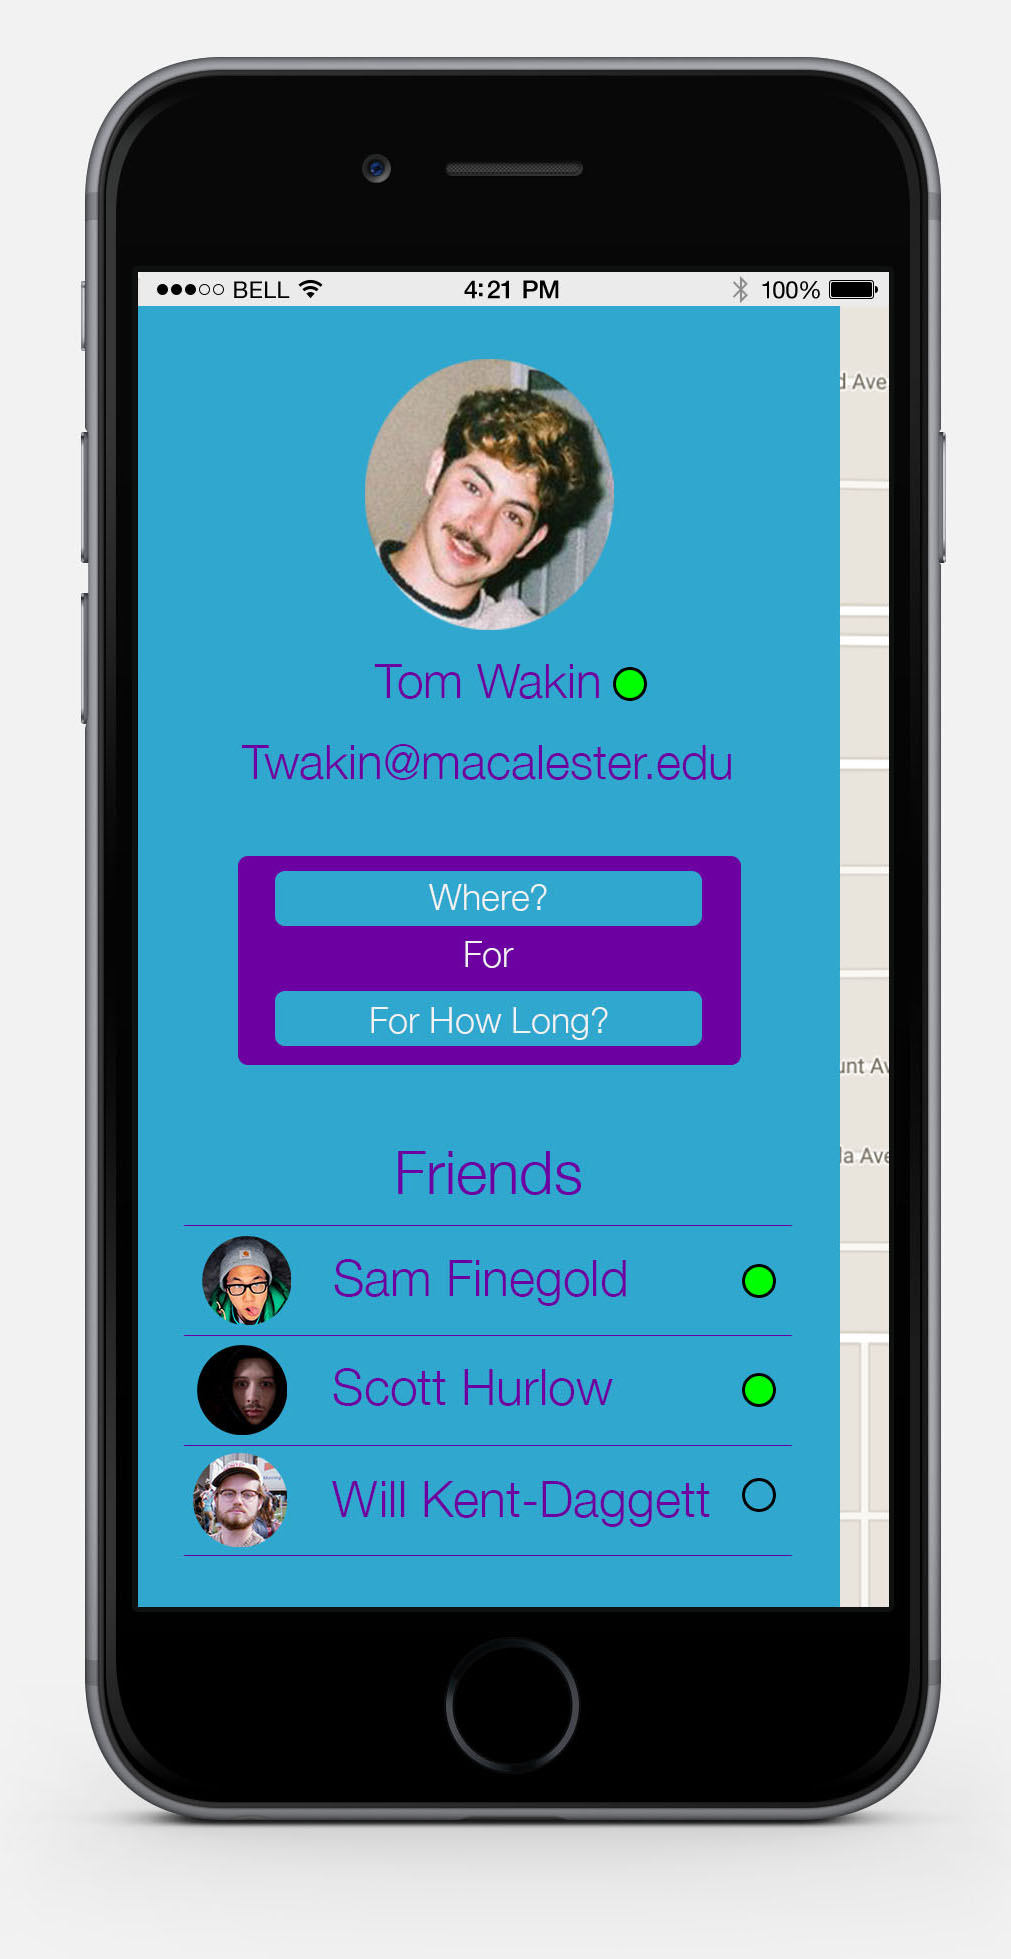 BELL 4:21 PM 100%
d Ave
Tom Wakin
Twakin@macalester.edu
Where?
For
For How Long?
unt Av
la Ave
Friends
Sam Finegold
Scott Hurlow
Will Kent-Daggett